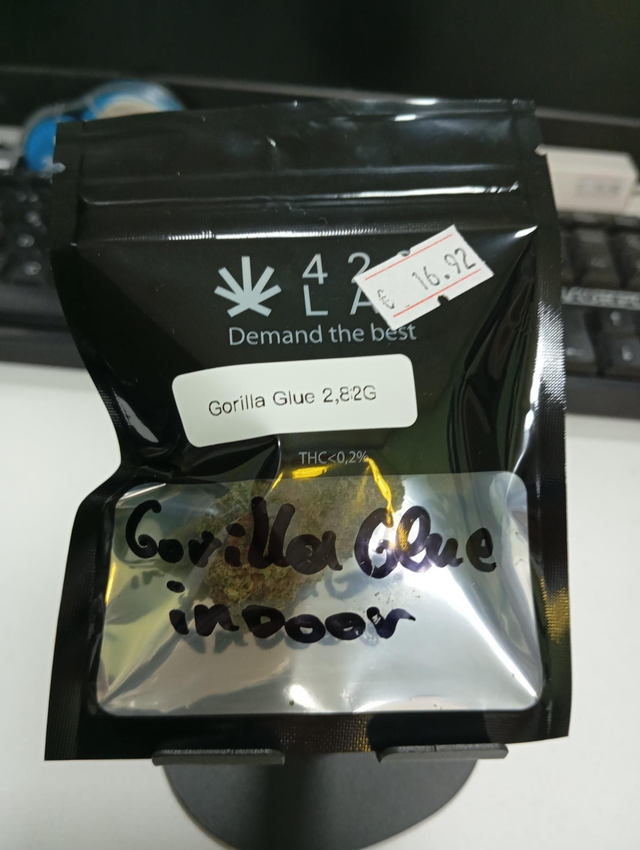 42
€ 16.92
LA
Demand the best
Gorilla Glue 2,82G
THC<0,2%
Gorilla Glue
indoor